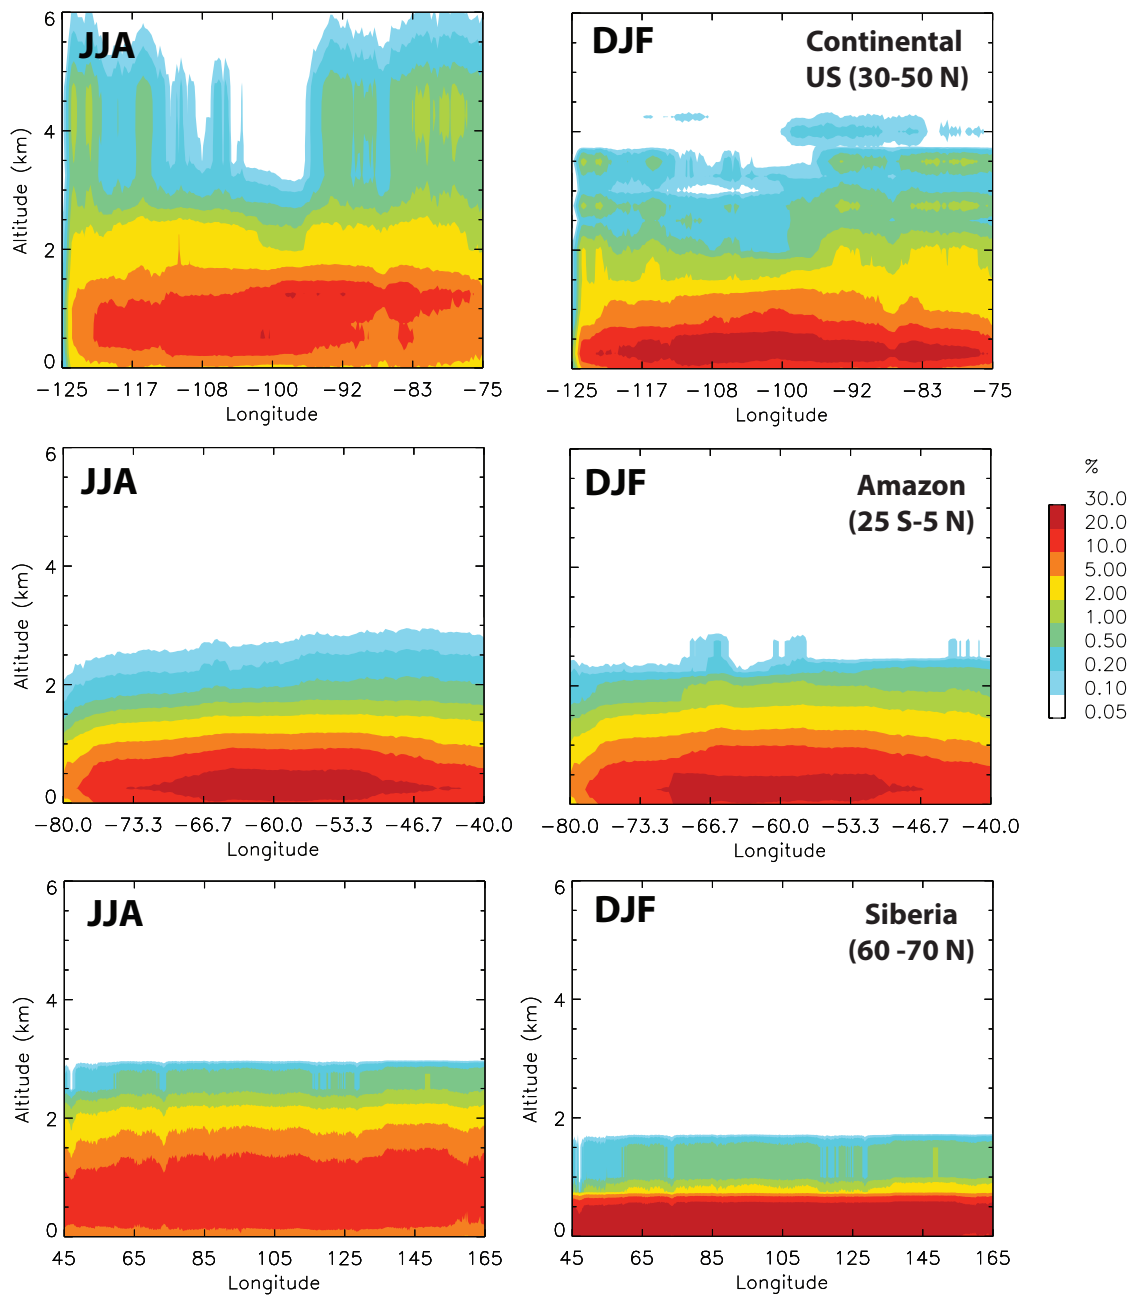 JJA
6
4
2
0
Altitude (km)
−125 −117 −108 −100 −92 −83 −75
Longitude
DJF
Continental
US (30-50 N)
−125 −117 −108 −100 −92 −83 −75
Longitude
JJA
6
4
2
0
Altitude (km)
−80.0 −73.3 −66.7 −60.0 −53.3 −46.7 −40.0
Longitude
DJF
Amazon
(25 S-5 N)
−80.0 −73.3 −66.7 −60.0 −53.3 −46.7 −40.0
Longitude
%
30.0
20.0
10.0
5.00
2.00
1.00
0.50
0.20
0.10
0.05
JJA
6
4
2
0
Altitude (km)
45 65 85 105 125 145 165
Longitude
DJF
Siberia
(60 -70 N)
6
4
2
0
Altitude (km)
45 65 85 105 125 145 165
Longitude